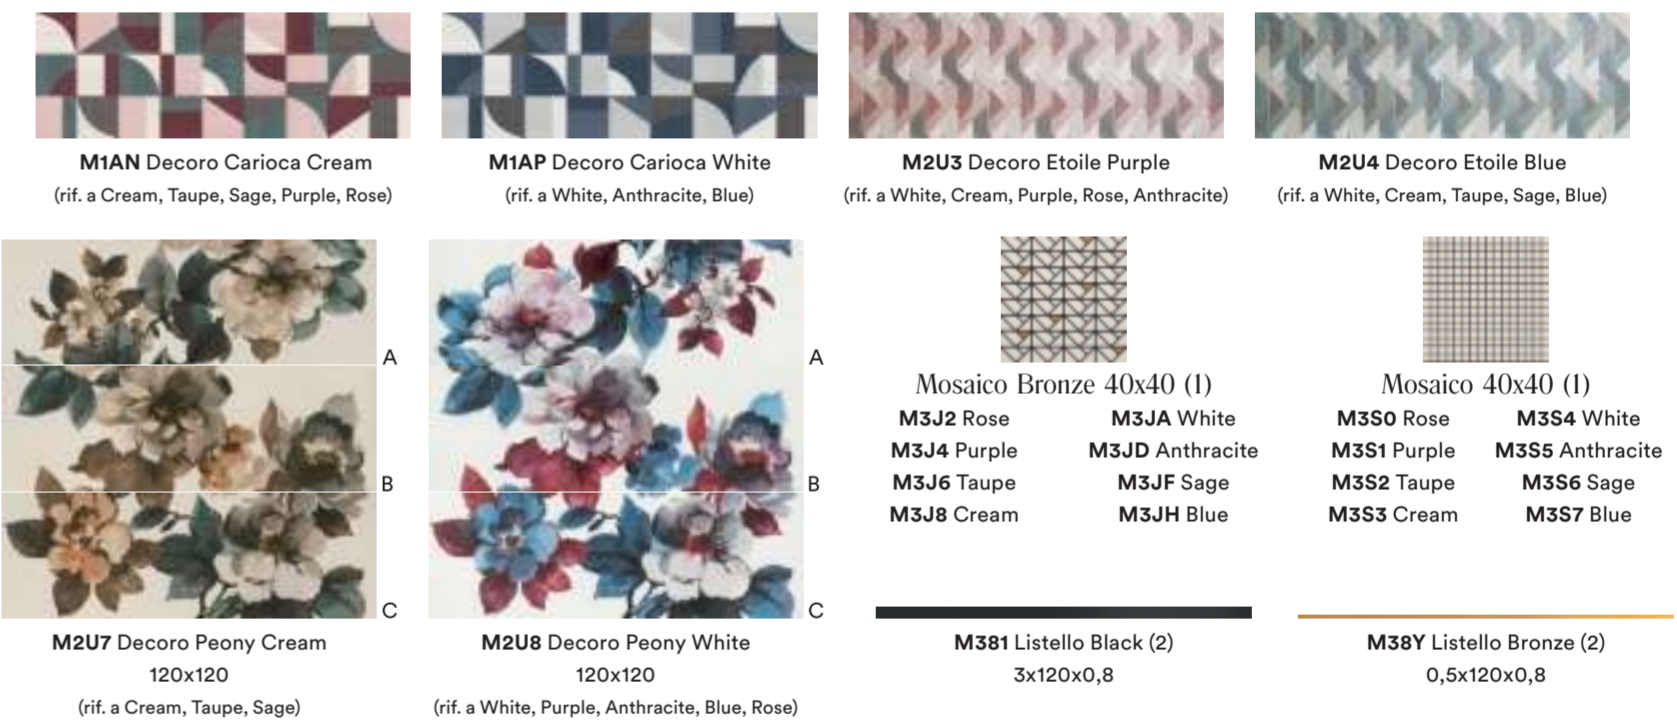 M1AN Decoro Carioca Cream
(rif. a Cream, Taupe, Sage, Purple, Rose)
M1AP Decoro Carioca White
(rif. a White, Anthracite, Blue)
M2U3 Decoro Etoile Purple
(rif. a White, Cream, Purple, Rose, Anthracite)
M2U4 Decoro Etoile Blue
(rif. a White, Cream, Taupe, Sage, Blue)
A
B
C
M2U7 Decoro Peony Cream
120x120
(rif. a Cream, Taupe, Sage)
A
B
C
M2U8 Decoro Peony White
120x120
(rif. a White, Purple, Anthracite, Blue, Rose)
Mosaico Bronze 40x40 (1)
M3J2 Rose
M3JA White
M3J4 Purple
M3JD Anthracite
M3J6 Taupe
M3JF Sage
M3J8 Cream
M3JH Blue
Mosaico 40x40 (1)
M3S0 Rose
M3S4 White
M3S1 Purple
M3S5 Anthracite
M3S2 Taupe
M3S6 Sage
M3S3 Cream
M3S7 Blue
M381 Listello Black (2)
3x120x0,8
M38Y Listello Bronze (2)
0,5x120x0,8